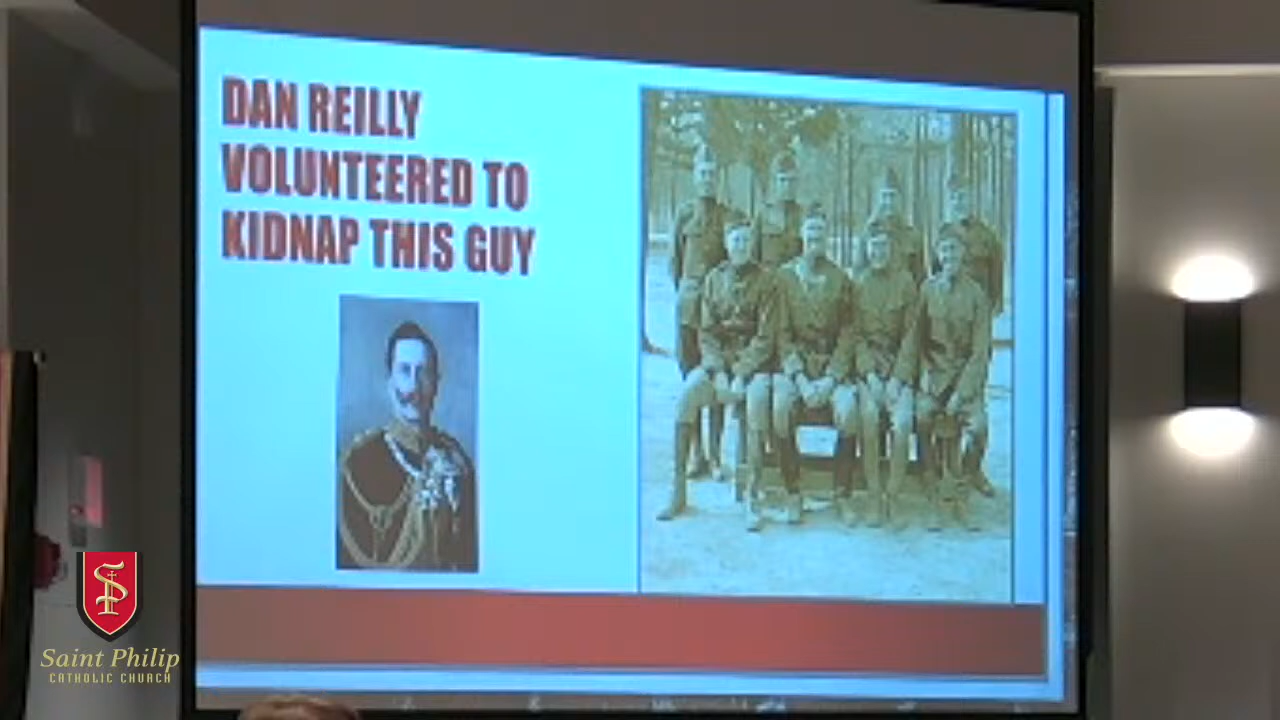 DAN REILLY
VOLUNTEERED TO
KIDNAP THIS GUY
Saint Philip
CATHOLIC CHURCH